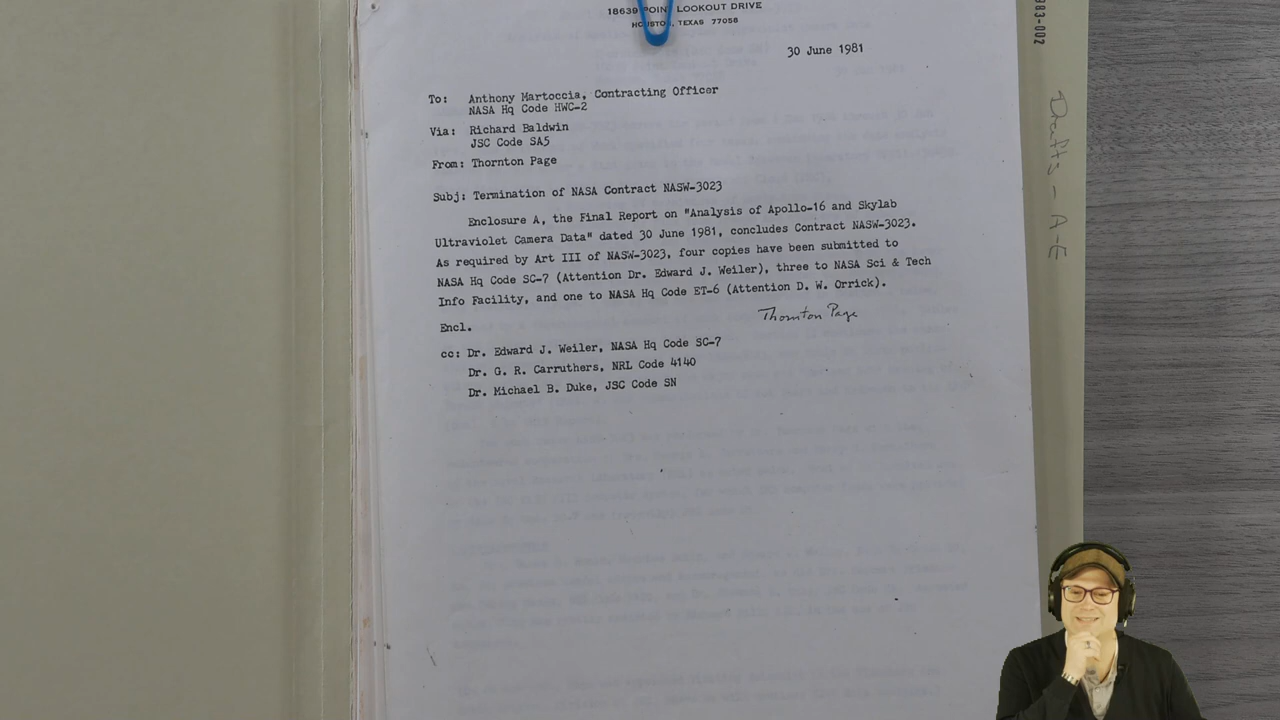 18639 POINT LOOKOUT DRIVE
HOUSTON, TEXAS 77058
30 June 1981
To: Anthony Martoccia, Contracting Officer
NASA Hq Code HWC-2
Via: Richard Baldwin
JSC Code SA5
From: Thornton Page
Subj: Termination of NASA Contract NASW-3023
Enclosure A, the Final Report on "Analysis of Apollo-16 and Skylab
Ultraviolet Camera Data" dated 30 June 1981, concludes Contract NASW-3023.
As required by Art III of NASW-3023, four copies have been submitted to
NASA Hq Code SC-7 (Attention Dr. Edward J. Weiler), three to NASA Sci & Tech
Info Facility, and one to NASA Hq Code ET-6 (Attention D. W. Orrick).
Thornton Page
Encl.
cc: Dr. Edward J. Weiler, NASA Hq Code SC-7
Dr. G. R. Carruthers, NRL Code 4140
Dr. Michael B. Duke, JSC Code SN
383-002
Drafts - A-E